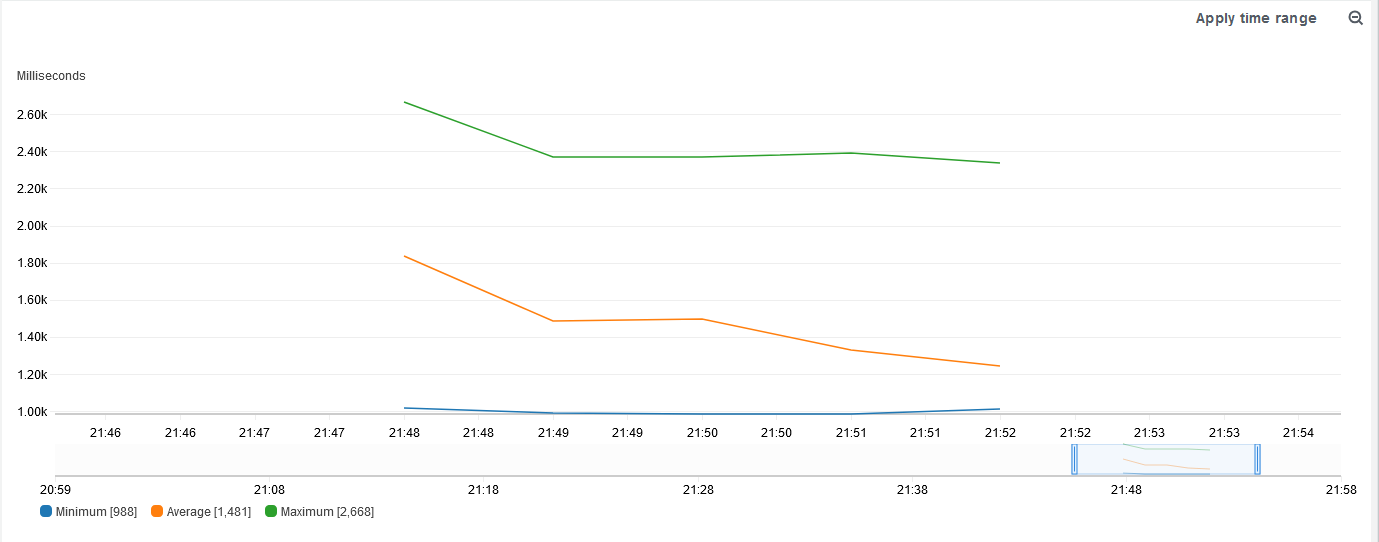 Apply time range
Milliseconds
2.60k
2.40k
2.20k
2.00k
1.80k
1.60k
1.40k
1.20k
1.00k
21:46 21:46 21:47 21:47 21:48 21:48 21:49 21:49 21:50 21:50 21:51 21:51 21:52 21:52 21:53 21:53 21:54
20:59 21:08 21:18 21:28 21:38 21:48 21:58
Minimum [988] Average [1,481] Maximum [2,668]